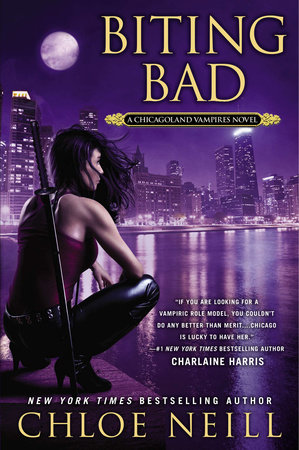 BITING
BAD
A CHICAGOLAND VAMPIRES NOVEL
"IF YOU ARE LOOKING FOR A
VAMPIRIC ROLE MODEL, YOU COULDN'T
DO ANY BETTER THAN MERIT....CHICAGO
IS LUCKY TO HAVE HER."
—#1 NEW YORK TIMES BESTSELLING AUTHOR
CHARLAINE HARRIS
NEW YORK TIMES BESTSELLING AUTHOR
CHLOE NEILL